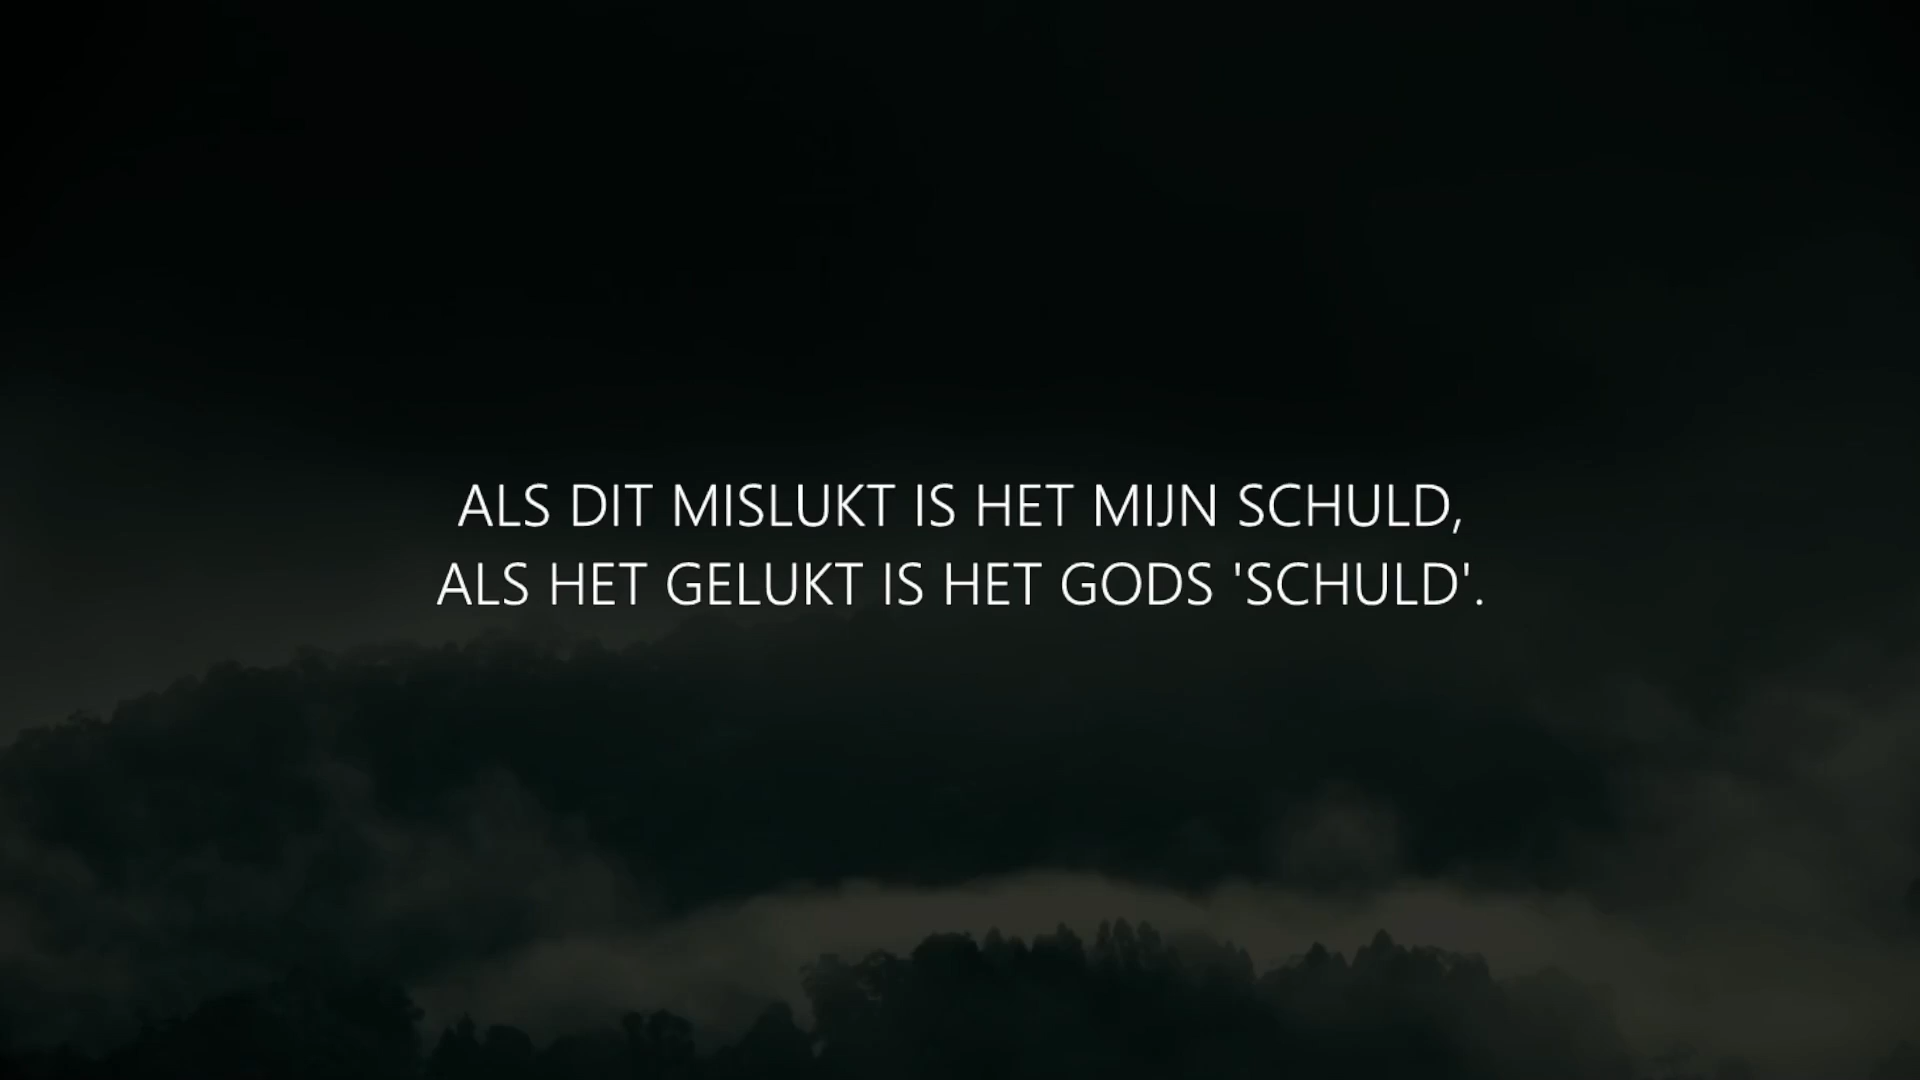 ALS DIT MISLUKT IS HET MIJN SCHULD,
ALS HET GELUKT IS HET GODS 'SCHULD'.